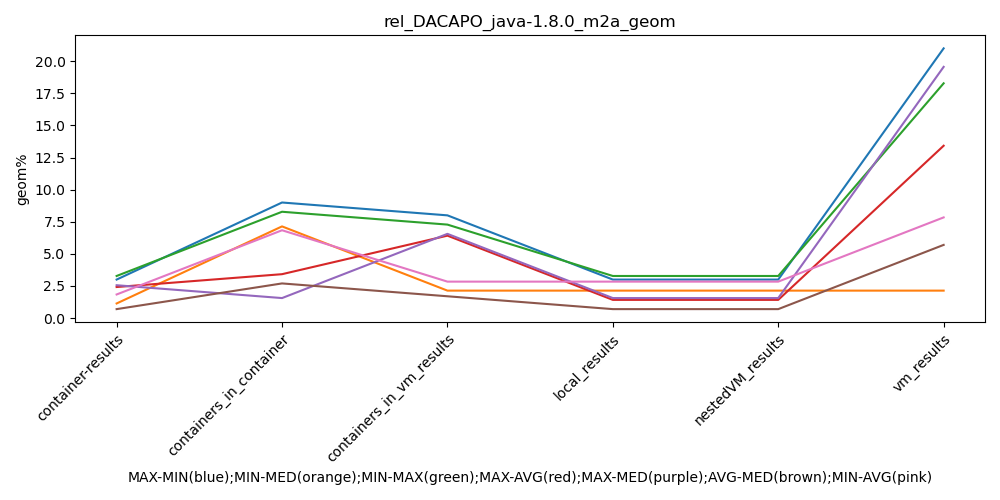 rel_DACAPO_java-1.8.0_m2a_geom
geom%
20.0
17.5
15.0
12.5
10.0
7.5
5.0
2.5
0.0
container-results
containers_in_container
containers_in_vm_results
local_results
nestedVM_results
vm_results
MAX-MIN(blue);MIN-MED(orange);MIN-MAX(green);MAX-AVG(red);MAX-MED(purple);AVG-MED(brown);MIN-AVG(pink)